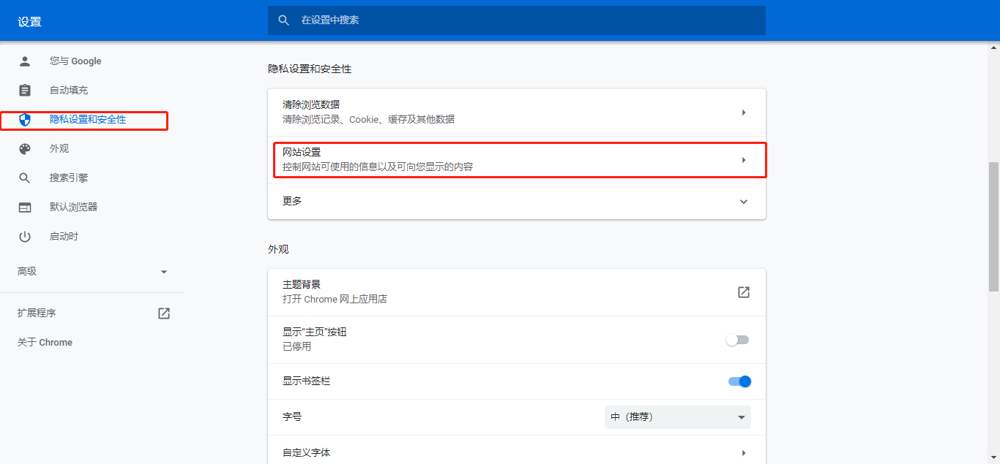 设置
在设置中搜索
您与 Google
自动填充
隐私设置和安全性
外观
搜索引擎
默认浏览器
启动时
高级
扩展程序
关于 Chrome
隐私设置和安全性
清除浏览数据
清除浏览记录、Cookie、缓存及其他数据
网站设置
控制网站可使用的信息以及可向您显示的内容
更多
外观
主题背景
打开 Chrome 网上应用店
显示“主页”按钮
已停用
显示书签栏
字号
中（推荐）
自定义字体